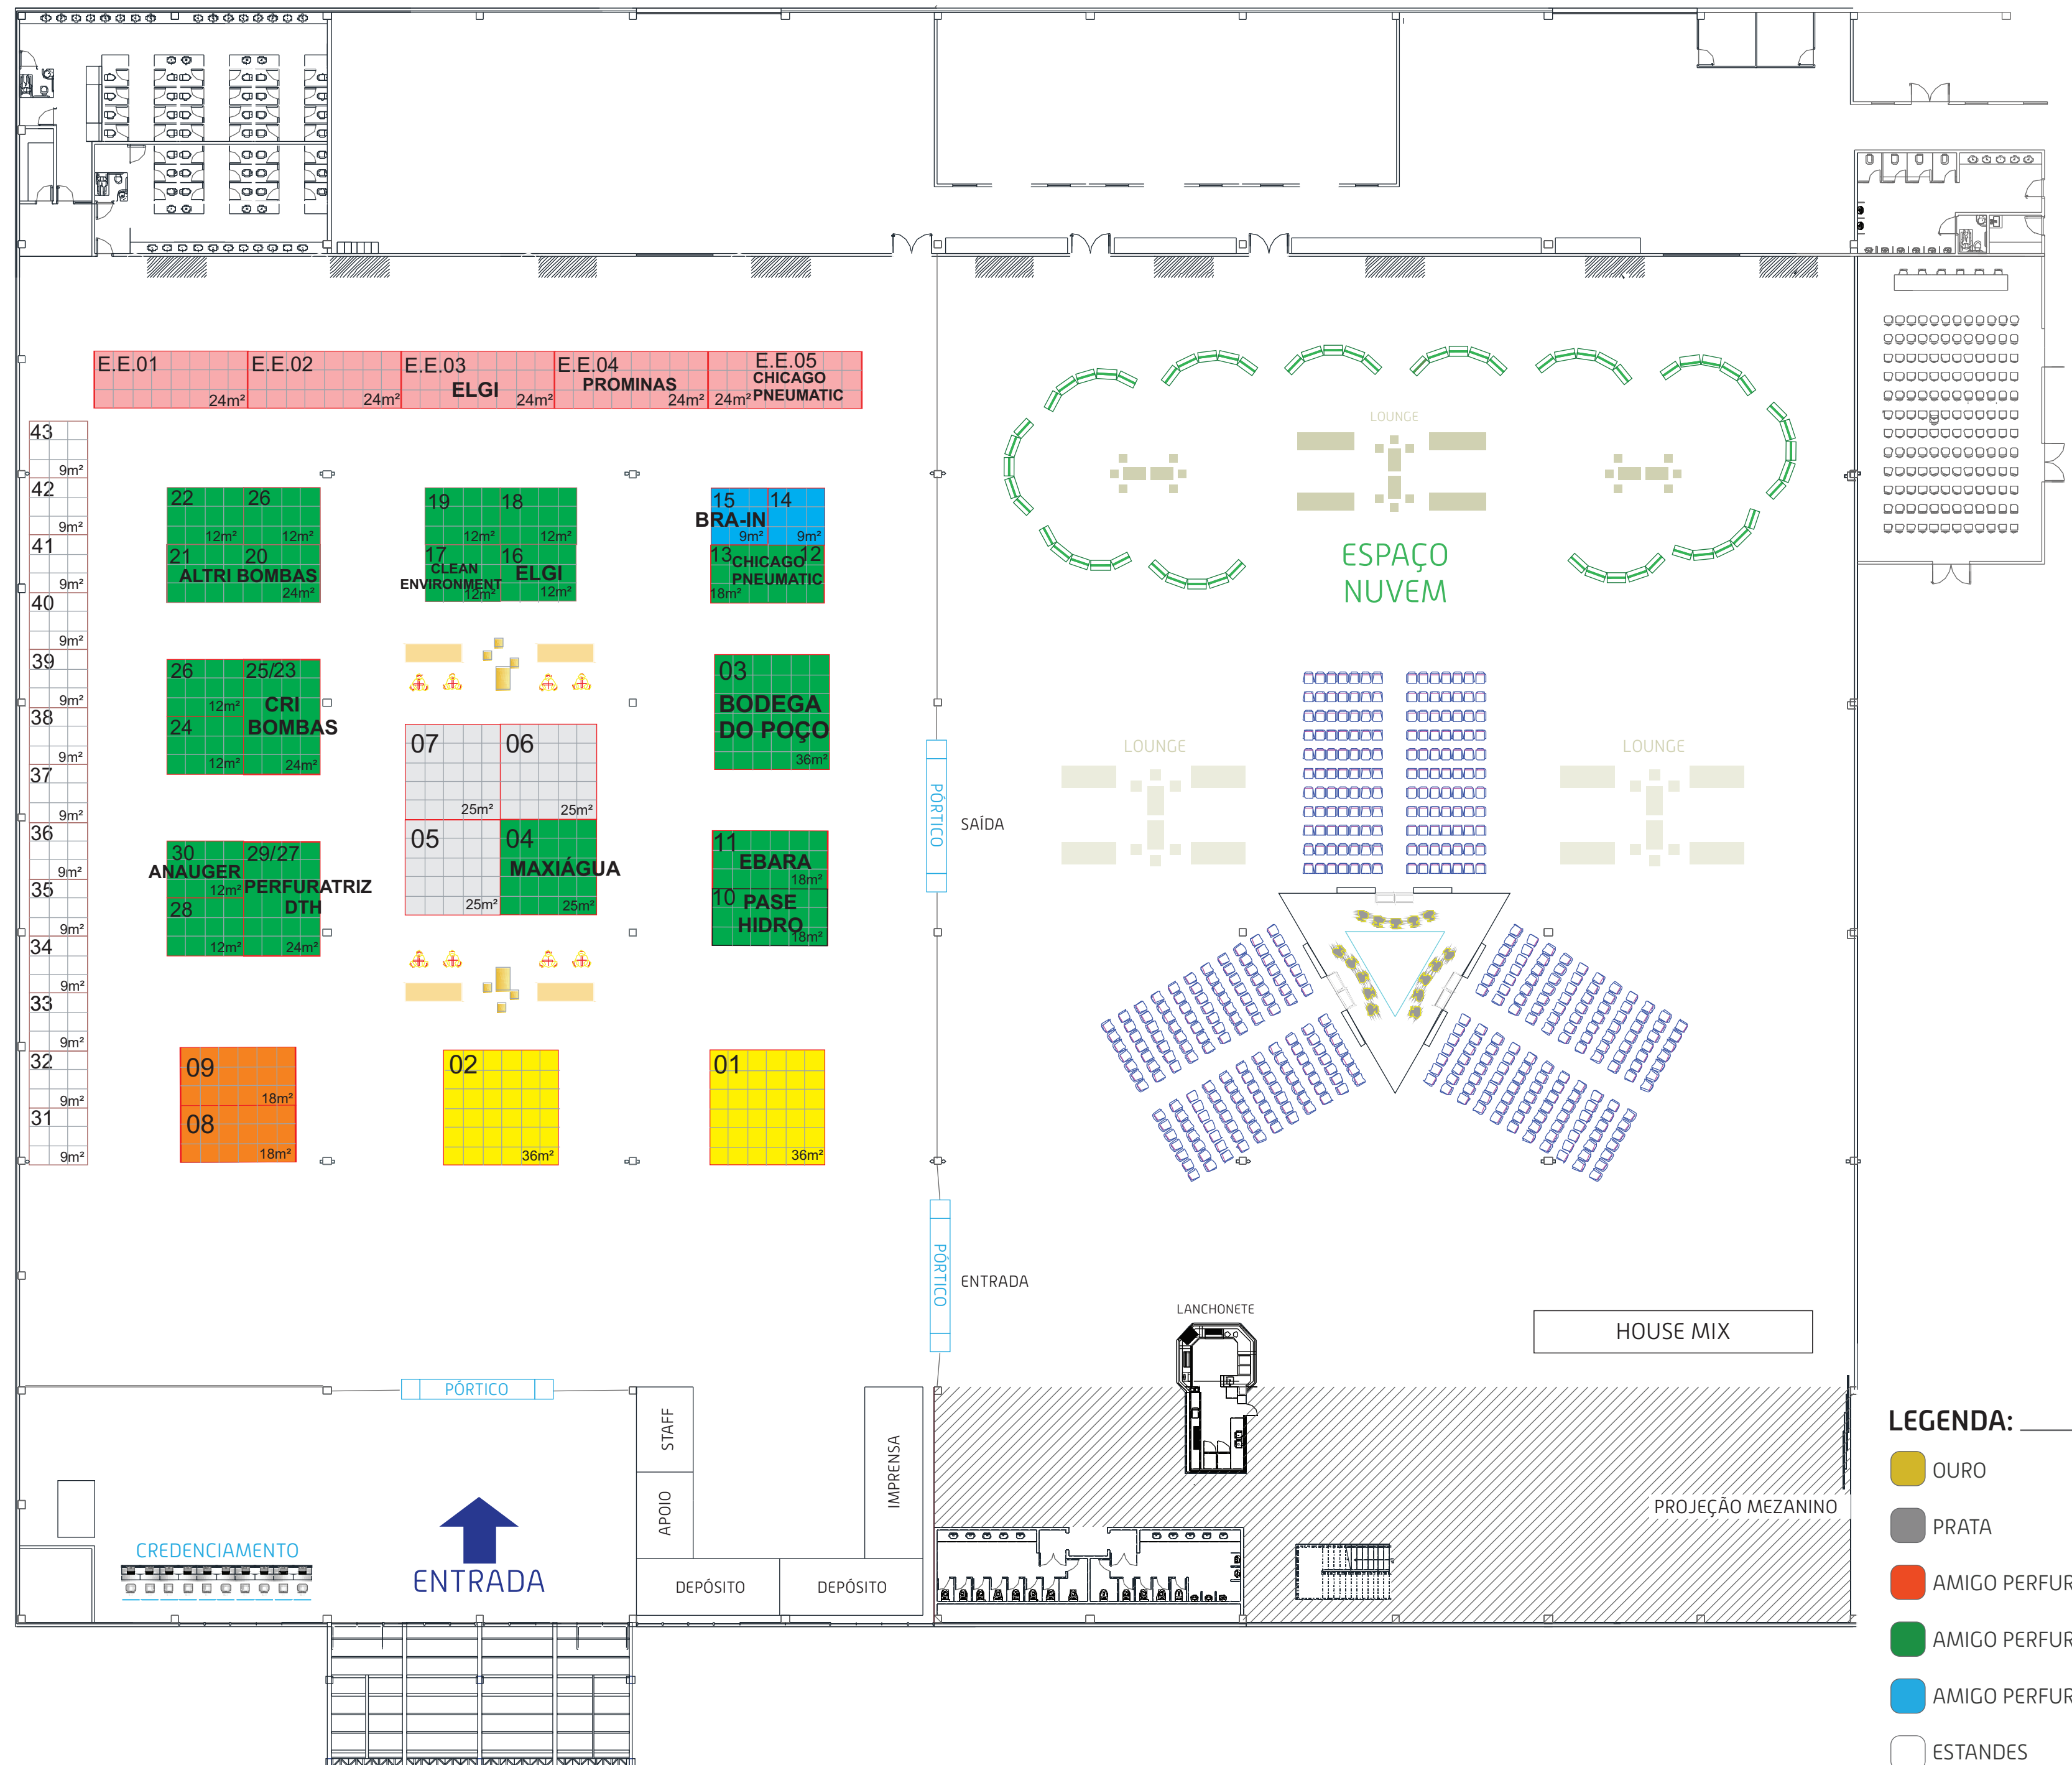 E.E.01
24m²
E.E.02
24m²
E.E.03
ELGI
24m²
E.E.04
PROMINAS
24m²
E.E.05
CHICAGO
PNEUMATIC
24m²
43
9m²
42
9m²
41
9m²
40
9m²
39
9m²
38
9m²
37
9m²
36
9m²
35
9m²
34
9m²
33
9m²
32
9m²
31
9m²
22
12m²
26
12m²
21
20
ALTRI BOMBAS
24m²
19
12m²
18
12m²
17
CLEAN
ENVIRONMENT
12m²
16
ELGI
12m²
15
BRA-IN
9m²
14
9m²
13
12
CHICAGO
PNEUMATIC
18m²
26
12m²
25/23
CRI
BOMBAS
24m²
24
12m²
03
BODEGA
DO POÇO
36m²
07
25m²
06
25m²
05
25m²
04
MAXIÁGUA
25m²
30
ANAUGER
12m²
29/27
PERFURATRIZ
DTH
24m²
28
12m²
11
EBARA
18m²
10
PASE
HIDRO
18m²
09
18m²
08
18m²
02
36m²
01
36m²
LOUNGE
ESPAÇO
NUVEM
LOUNGE
LOUNGE
PÓRTICO
SAÍDA
PÓRTICO
ENTRADA
LANCHONETE
HOUSE MIX
PÓRTICO
STAFF
APOIO
IMPRENSA
DEPÓSITO
DEPÓSITO
CREDENCIAMENTO
ENTRADA
PROJEÇÃO MEZANINO
LEGENDA:
OURO
PRATA
AMIGO PERFUR
AMIGO PERFUR
AMIGO PERFUR
ESTANDES